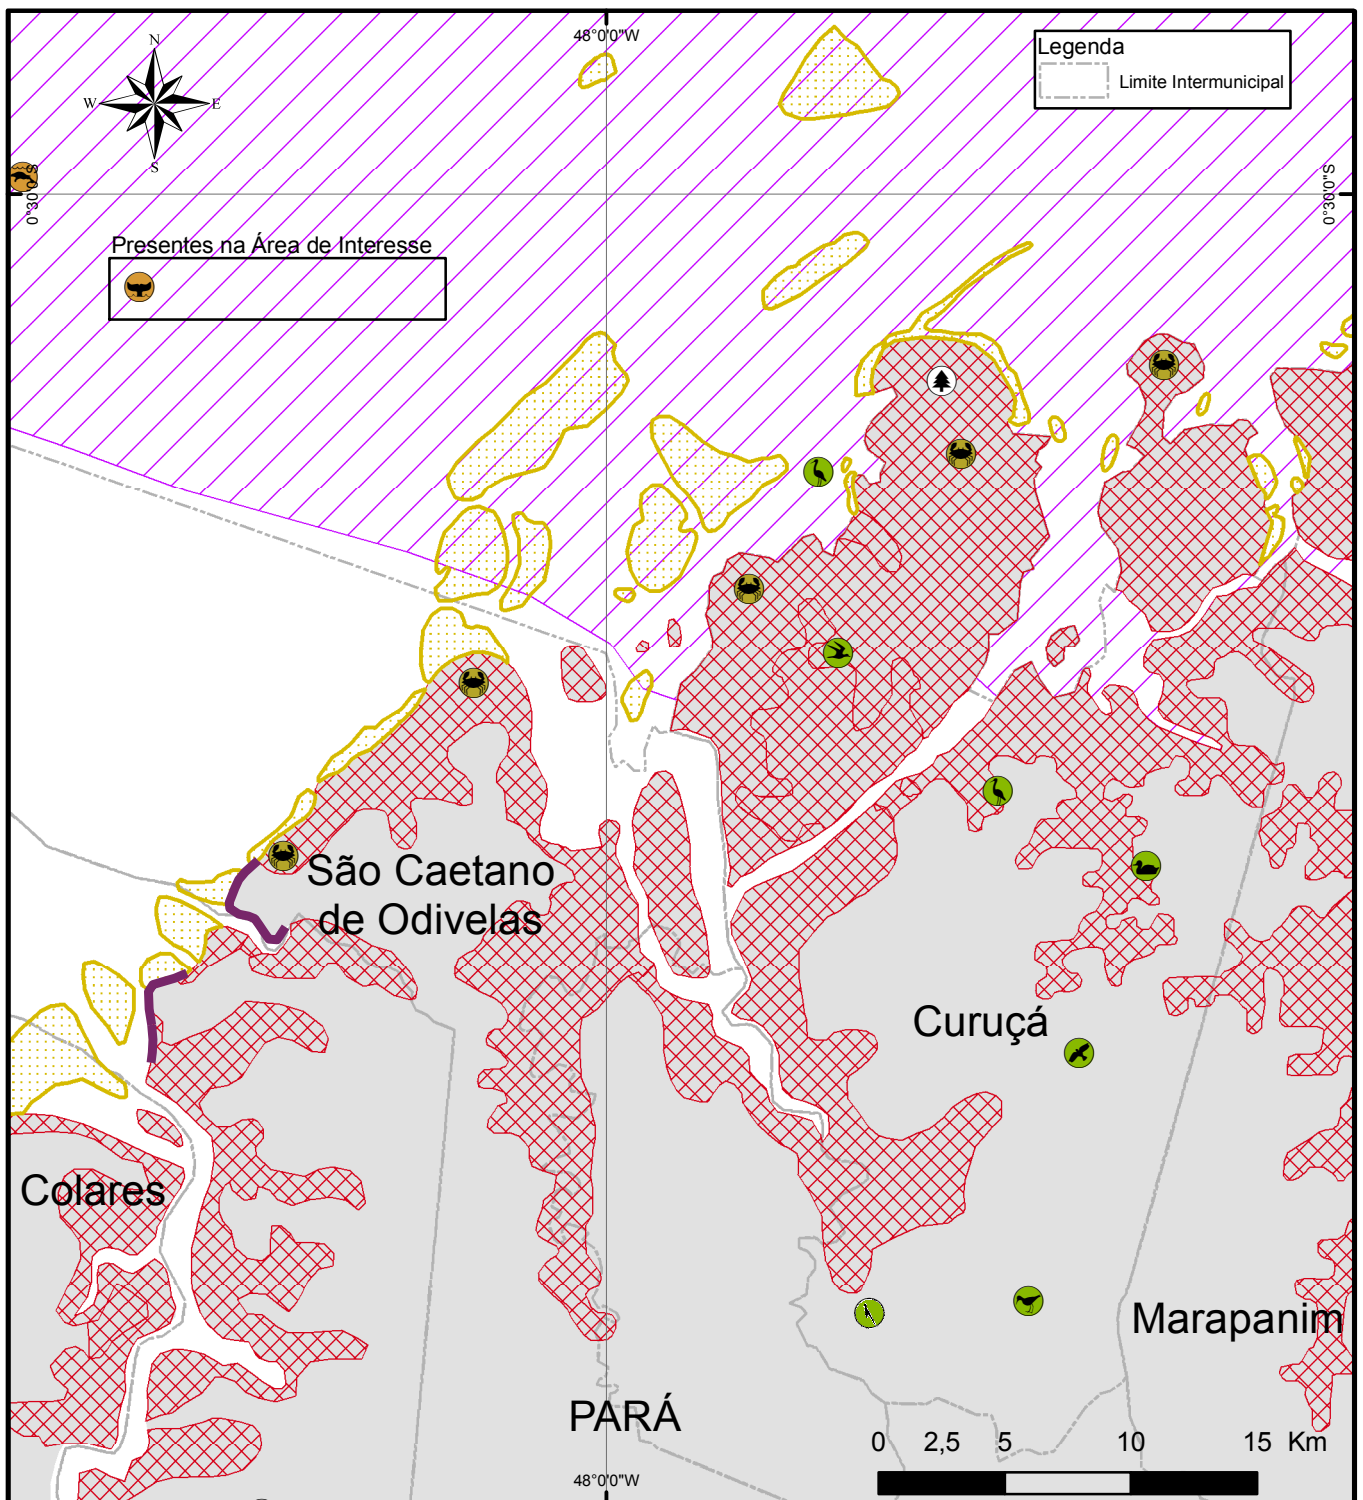 48°0'0"W
Legenda
Limite Intermunicipal
N
W
E
S
0°30'0"S
0°30'0"S
Presentes na Área de Interesse
São Caetano
de Odivelas
Curuçá
Colares
Marapanim
PARÁ
0 2,5 5 10 15 Km
48°0'0"W